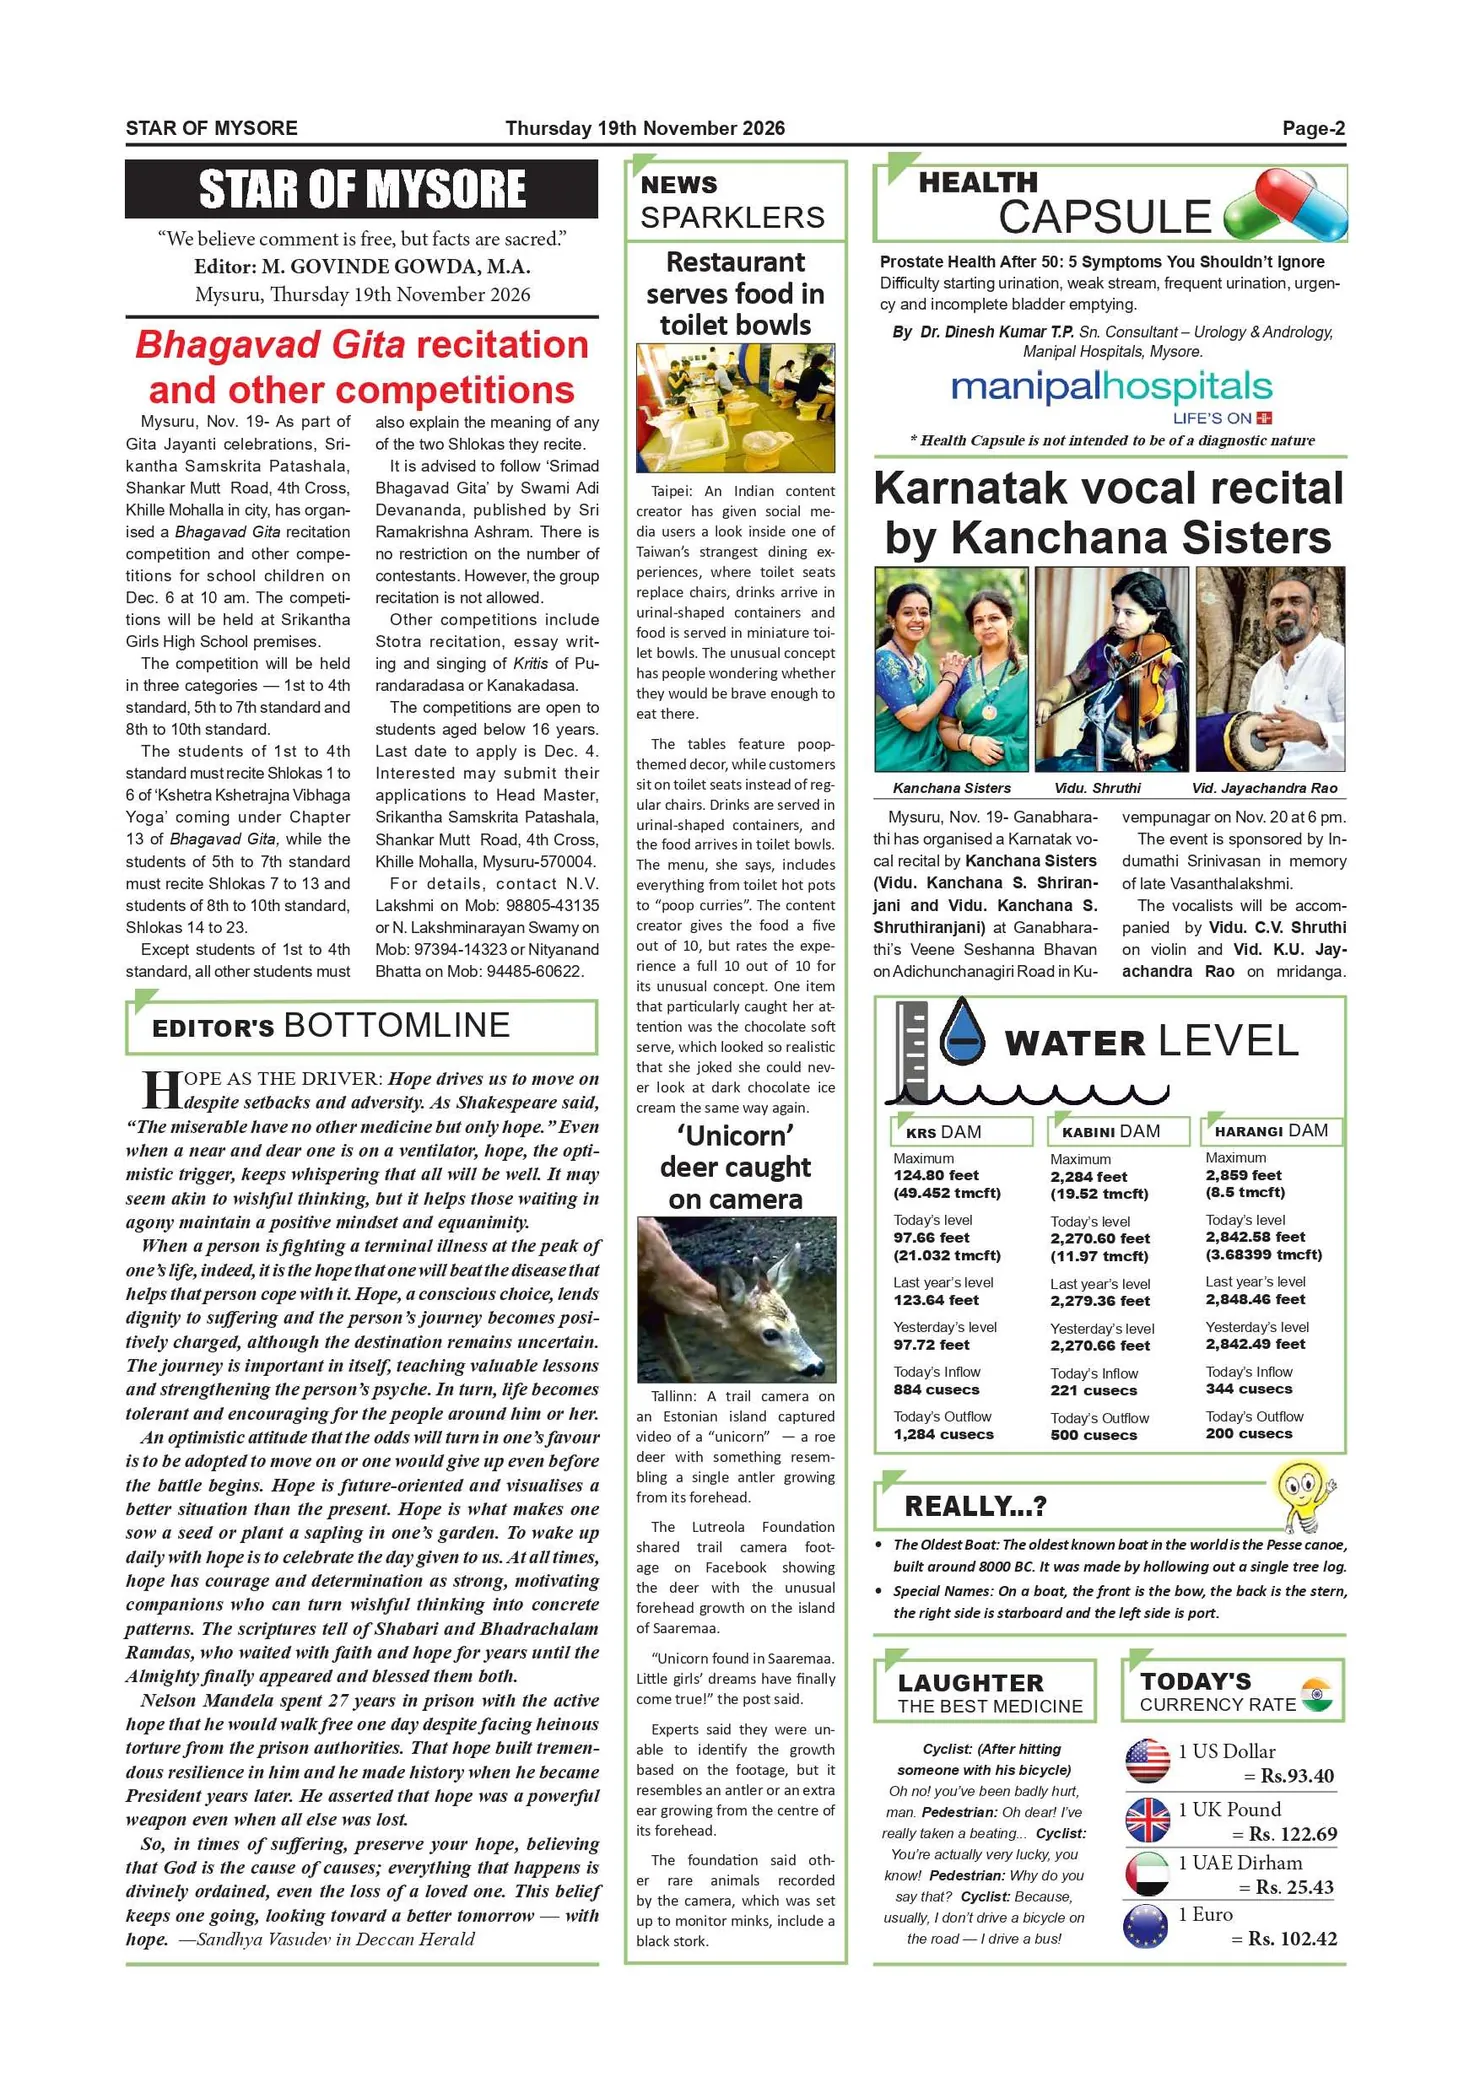 STAR OF MYSORE
Thursday 19th November 2026
Page-2
STAR OF MYSORE
“We believe comment is free, but facts are sacred.”
Editor: M. GOVINDE GOWDA, M.A.
Mysuru, Thursday 19th November 2026
Bhagavad Gita recitation
and other competitions
Mysuru, Nov. 19- As part of
Gita Jayanti celebrations, Sri-
kantha Samskrita Patashala,
Shankar Mutt Road, 4th Cross,
Khille Mohalla in city, has organ-
ised a Bhagavad Gita recitation
competition and other compe-
titions for school children on
Dec. 6 at 10 am. The competi-
tions will be held at Srikantha
Girls High School premises.
The competition will be held
in three categories — 1st to 4th
standard, 5th to 7th standard and
8th to 10th standard.
The students of 1st to 4th
standard must recite Shlokas 1 to
6 of ‘Kshetra Kshetrajna Vibhaga
Yoga’ coming under Chapter
13 of Bhagavad Gita, while the
students of 5th to 7th standard
must recite Shlokas 7 to 13 and
students of 8th to 10th standard,
Shlokas 14 to 23.
Except students of 1st to 4th
standard, all other students must
also explain the meaning of any
of the two Shlokas they recite.
It is advised to follow ‘Srimad
Bhagavad Gita’ by Swami Adi
Devananda, published by Sri
Ramakrishna Ashram. There is
no restriction on the number of
contestants. However, the group
recitation is not allowed.
Other competitions include
Stotra recitation, essay writ-
ing and singing of Kritis of Pu-
randaradasa or Kanakadasa.
The competitions are open to
students aged below 16 years.
Last date to apply is Dec. 4.
Interested may submit their
applications to Head Master,
Srikantha Samskrita Patashala,
Shankar Mutt Road, 4th Cross,
Khille Mohalla, Mysuru-570004.
For details, contact N.V.
Lakshmi on Mob: 98805-43135
or N. Lakshminarayan Swamy on
Mob: 97394-14323 or Nityanand
Bhatta on Mob: 94485-60622.
EDITOR'S BOTTOMLINE
HOPE AS THE DRIVER: Hope drives us to move on
despite setbacks and adversity. As Shakespeare said,
“The miserable have no other medicine but only hope.” Even
when a near and dear one is on a ventilator, hope, the opti-
mistic trigger, keeps whispering that all will be well. It may
seem akin to wishful thinking, but it helps those waiting in
agony maintain a positive mindset and equanimity.
When a person is fighting a terminal illness at the peak of
one’s life, indeed, it is the hope that one will beat the disease that
helps that person cope with it. Hope, a conscious choice, lends
dignity to suffering and the person’s journey becomes posi-
tively charged, although the destination remains uncertain.
The journey is important in itself, teaching valuable lessons
and strengthening the person’s psyche. In turn, life becomes
tolerant and encouraging for the people around him or her.
An optimistic attitude that the odds will turn in one’s favour
is to be adopted to move on or one would give up even before
the battle begins. Hope is future-oriented and visualises a
better situation than the present. Hope is what makes one
sow a seed or plant a sapling in one’s garden. To wake up
daily with hope is to celebrate the day given to us. At all times,
hope has courage and determination as strong, motivating
companions who can turn wishful thinking into concrete
patterns. The scriptures tell of Shabari and Bhadrachalam
Ramdas, who waited with faith and hope for years until the
Almighty finally appeared and blessed them both.
Nelson Mandela spent 27 years in prison with the active
hope that he would walk free one day despite facing heinous
torture from the prison authorities. That hope built tremen-
dous resilience in him and he made history when he became
President years later. He asserted that hope was a powerful
weapon even when all else was lost.
So, in times of suffering, preserve your hope, believing
that God is the cause of causes; everything that happens is
divinely ordained, even the loss of a loved one. This belief
keeps one going, looking toward a better tomorrow — with
hope. —Sandhya Vasudev in Deccan Herald
NEWS
SPARKLERS
Restaurant
serves food in
toilet bowls
Taipei: An Indian content
creator has given social me-
dia users a look inside one of
Taiwan’s strangest dining ex-
periences, where toilet seats
replace chairs, drinks arrive in
urinal-shaped containers and
food is served in miniature toi-
let bowls. The unusual concept
has people wondering whether
they would be brave enough to
eat there.
The tables feature poop-
themed decor, while customers
sit on toilet seats instead of reg-
ular chairs. Drinks are served in
urinal-shaped containers, and
the food arrives in toilet bowls.
The menu, she says, includes
everything from toilet hot pots
to “poop curries”. The content
creator gives the food a five
out of 10, but rates the expe-
rience a full 10 out of 10 for
its unusual concept. One item
that particularly caught her at-
tention was the chocolate soft
serve, which looked so realistic
that she joked she could nev-
er look at dark chocolate ice
cream the same way again.
‘Unicorn’
deer caught
on camera
Tallinn: A trail camera on
an Estonian island captured
video of a “unicorn” — a roe
deer with something resem-
bling a single antler growing
from its forehead.
The Lutreola Foundation
shared trail camera foot-
age on Facebook showing
the deer with the unusual
forehead growth on the island
of Saaremaa.
“Unicorn found in Saaremaa.
Little girls’ dreams have finally
come true!” the post said.
Experts said they were un-
able to identify the growth
based on the footage, but it
resembles an antler or an extra
ear growing from the centre of
its forehead.
The foundation said oth-
er rare animals recorded
by the camera, which was set
up to monitor minks, include a
black stork.
HEALTH
CAPSULE
Prostate Health After 50: 5 Symptoms You Shouldn’t Ignore
Difficulty starting urination, weak stream, frequent urination, urgen-
cy and incomplete bladder emptying.
By Dr. Dinesh Kumar T.P. Sn. Consultant – Urology & Andrology,
Manipal Hospitals, Mysore.
manipalhospitals
LIFE’S ON
* Health Capsule is not intended to be of a diagnostic nature
Karnatak vocal recital
by Kanchana Sisters
Kanchana Sisters
Vidu. Shruthi
Vid. Jayachandra Rao
Mysuru, Nov. 19- Ganabhara-
thi has organised a Karnatak vo-
cal recital by Kanchana Sisters
(Vidu. Kanchana S. Shriran-
jani and Vidu. Kanchana S.
Shruthiranjani) at Ganabhara-
thi’s Veene Seshanna Bhavan
on Adichunchanagiri Road in Ku-
vempunagar on Nov. 20 at 6 pm.
The event is sponsored by In-
dumathi Srinivasan in memory
of late Vasanthalakshmi.
The vocalists will be accom-
panied by Vidu. C.V. Shruthi
on violin and Vid. K.U. Jay-
achandra Rao on mridanga.
WATER LEVEL
KRS DAM
Maximum
124.80 feet
(49.452 tmcft)
Today’s level
97.66 feet
(21.032 tmcft)
Last year’s level
123.64 feet
Yesterday’s level
97.72 feet
Today’s Inflow
884 cusecs
Today’s Outflow
1,284 cusecs
KABINI DAM
Maximum
2,284 feet
(19.52 tmcft)
Today’s level
2,270.60 feet
(11.97 tmcft)
Last year’s level
2,279.36 feet
Yesterday’s level
2,270.66 feet
Today’s Inflow
221 cusecs
Today’s Outflow
500 cusecs
HARANGI DAM
Maximum
2,859 feet
(8.5 tmcft)
Today’s level
2,842.58 feet
(3.68399 tmcft)
Last year’s level
2,848.46 feet
Yesterday’s level
2,842.49 feet
Today’s Inflow
344 cusecs
Today’s Outflow
200 cusecs
REALLY...?
• The Oldest Boat: The oldest known boat in the world is the Pesse canoe,
built around 8000 BC. It was made by hollowing out a single tree log.
• Special Names: On a boat, the front is the bow, the back is the stern,
the right side is starboard and the left side is port.
LAUGHTER
THE BEST MEDICINE
Cyclist: (After hitting
someone with his bicycle)
Oh no! you’ve been badly hurt,
man. Pedestrian: Oh dear! I’ve
really taken a beating... Cyclist:
You’re actually very lucky, you
know! Pedestrian: Why do you
say that? Cyclist: Because,
usually, I don’t drive a bicycle on
the road — I drive a bus!
TODAY'S
CURRENCY RATE
1 US Dollar
= Rs.93.40
1 UK Pound
= Rs. 122.69
1 UAE Dirham
= Rs. 25.43
1 Euro
= Rs. 102.42